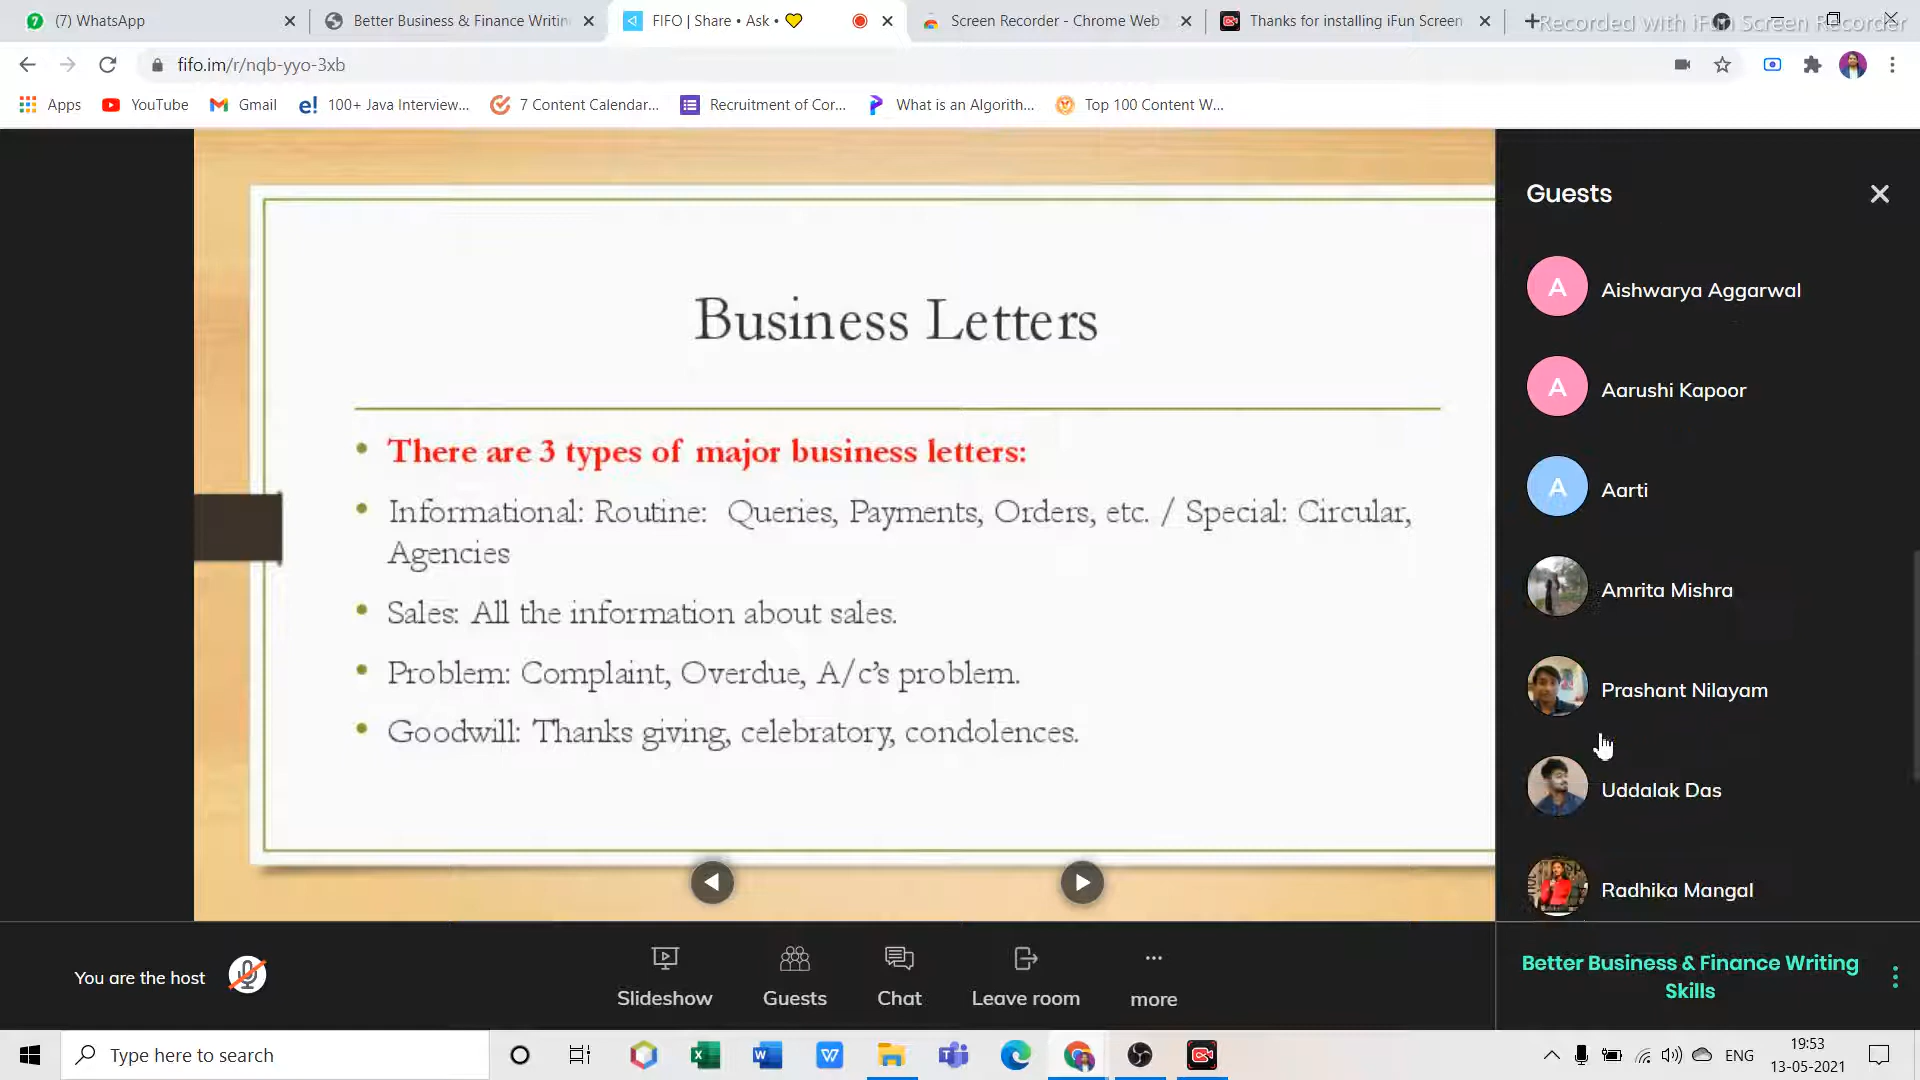 (7) WhatsApp
Better Business & Finance Writin
FIFO | Share • Ask • 💛
Screen Recorder - Chrome Web
Thanks for installing iFun Screen
Recorded with iFun Screen Recorder
fifo.im/r/nqb-yyo-3xb
Apps
YouTube
Gmail
100+ Java Interview...
7 Content Calendar...
Recruitment of Cor...
What is an Algorith...
Top 100 Content W...
Business Letters
• There are 3 types of major business letters:
• Informational: Routine: Queries, Payments, Orders, etc. / Special: Circular,
Agencies
• Sales: All the information about sales.
• Problem: Complaint, Overdue, A/c's problem.
• Goodwill: Thanks giving, celebratory, condolences.
Guests
A Aishwarya Aggarwal
A Aarushi Kapoor
A Aarti
Amrita Mishra
Prashant Nilayam
Uddalak Das
Radhika Mangal
You are the host
Slideshow
Guests
Chat
Leave room
more
Better Business & Finance Writing
Skills
Type here to search
ENG
19:53
13-05-2021